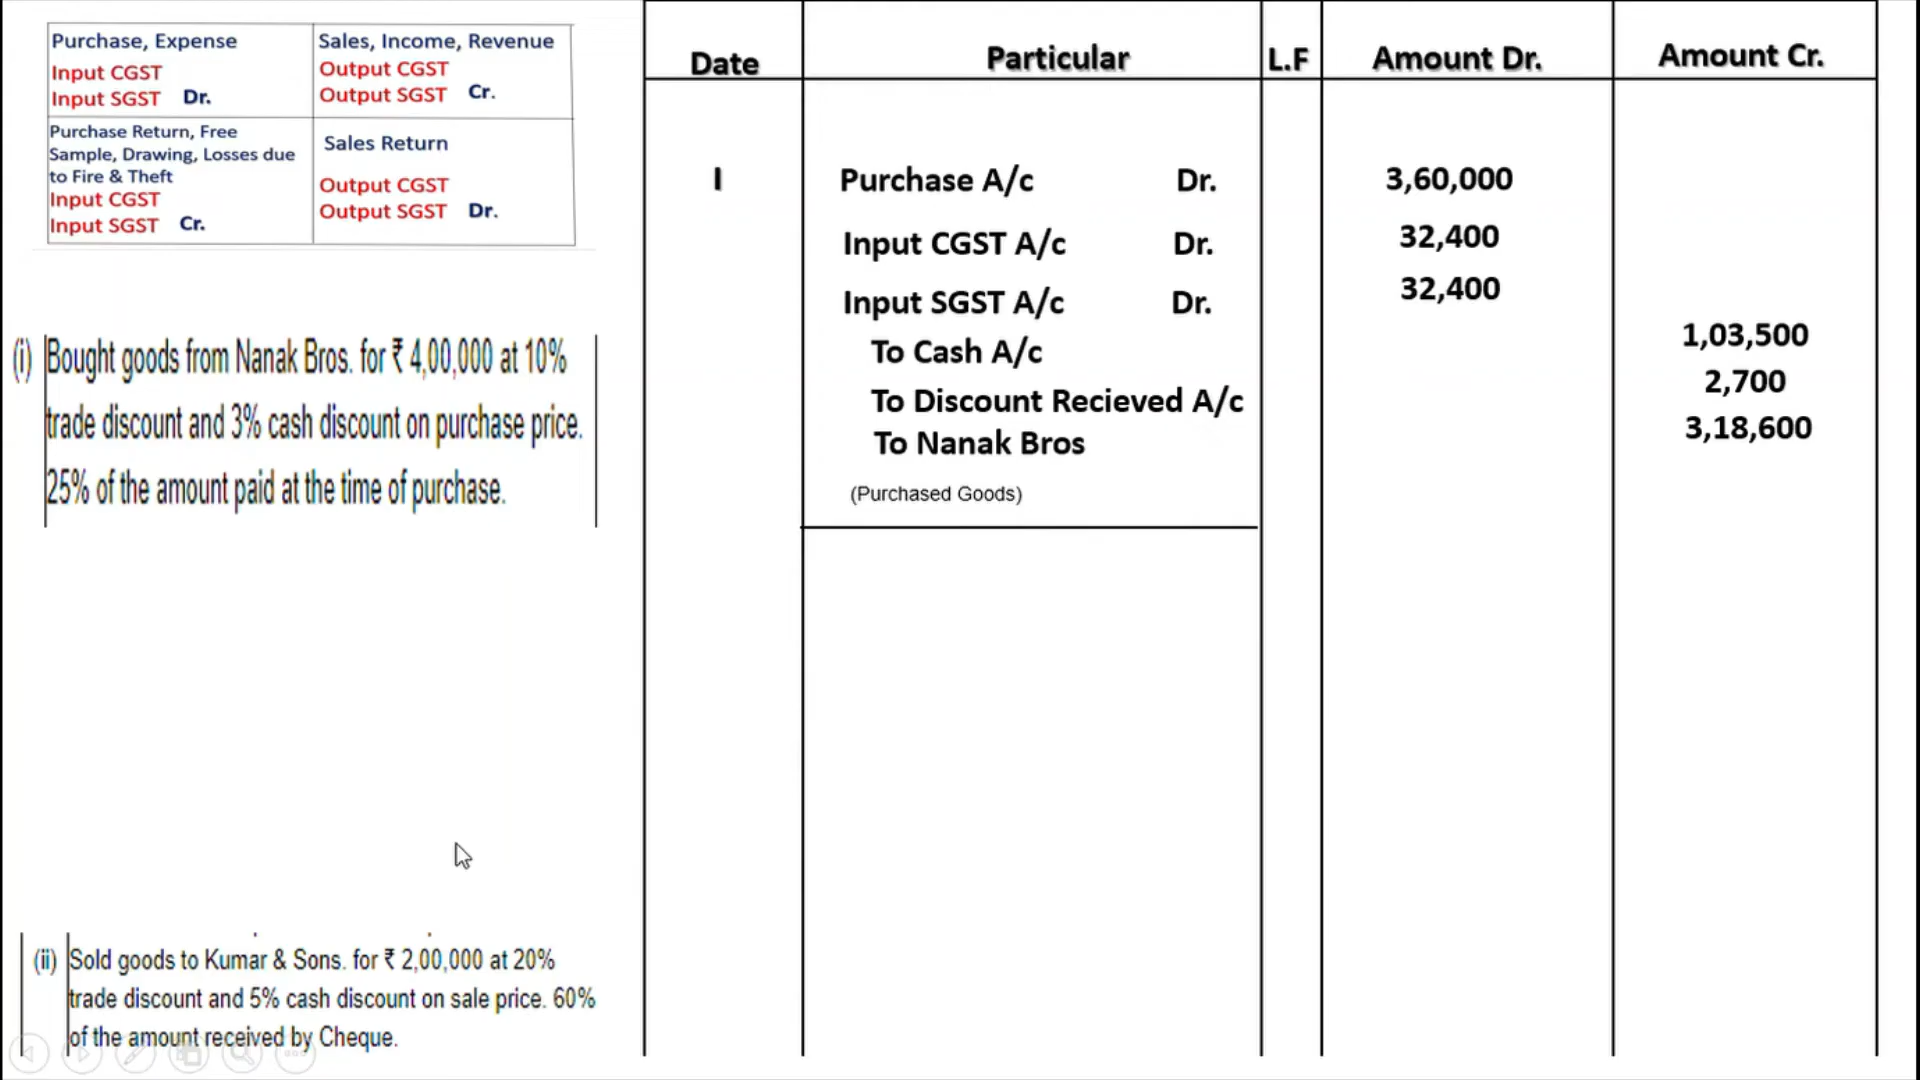 Purchase, Expense
Input CGST
Input SGST Dr.
Sales, Income, Revenue
Output CGST
Output SGST Cr.
Purchase Return, Free
Sample, Drawing, Losses due
to Fire & Theft
Input CGST
Input SGST Cr.
Sales Return
Output CGST
Output SGST Dr.
(i) Bought goods from Nanak Bros. for ₹ 4,00,000 at 10%
trade discount and 3% cash discount on purchase price.
25% of the amount paid at the time of purchase.
(ii) Sold goods to Kumar & Sons. for ₹ 2,00,000 at 20%
trade discount and 5% cash discount on sale price. 60%
of the amount received by Cheque.
Date Particular L.F Amount Dr. Amount Cr.
I Purchase A/c Dr. 3,60,000
Input CGST A/c Dr. 32,400
Input SGST A/c Dr. 32,400
To Cash A/c 1,03,500
To Discount Recieved A/c 2,700
To Nanak Bros 3,18,600
(Purchased Goods)